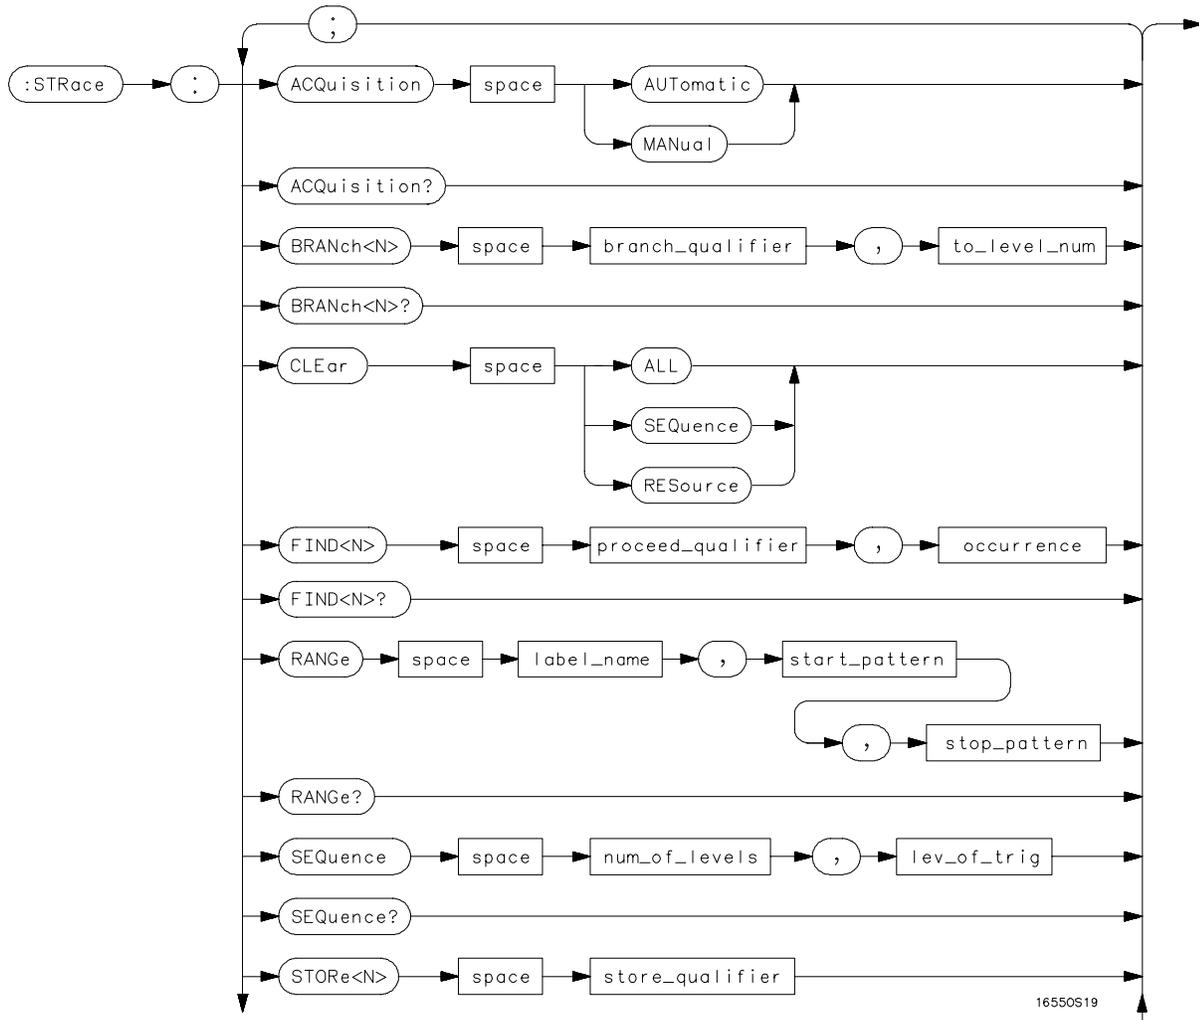 ;
:STRace : ACQuisition space AUTomatic
MANual
ACQuisition?
BRANch<N> space branch_qualifier , to_level_num
BRANch<N>?
CLEar space ALL
SEQuence
RESource
FIND<N> space proceed_qualifier , occurrence
FIND<N>?
RANGe space label_name , start_pattern
, stop_pattern
RANGe?
SEQuence space num_of_levels , lev_of_trig
SEQuence?
STORe<N> space store_qualifier
16550S19